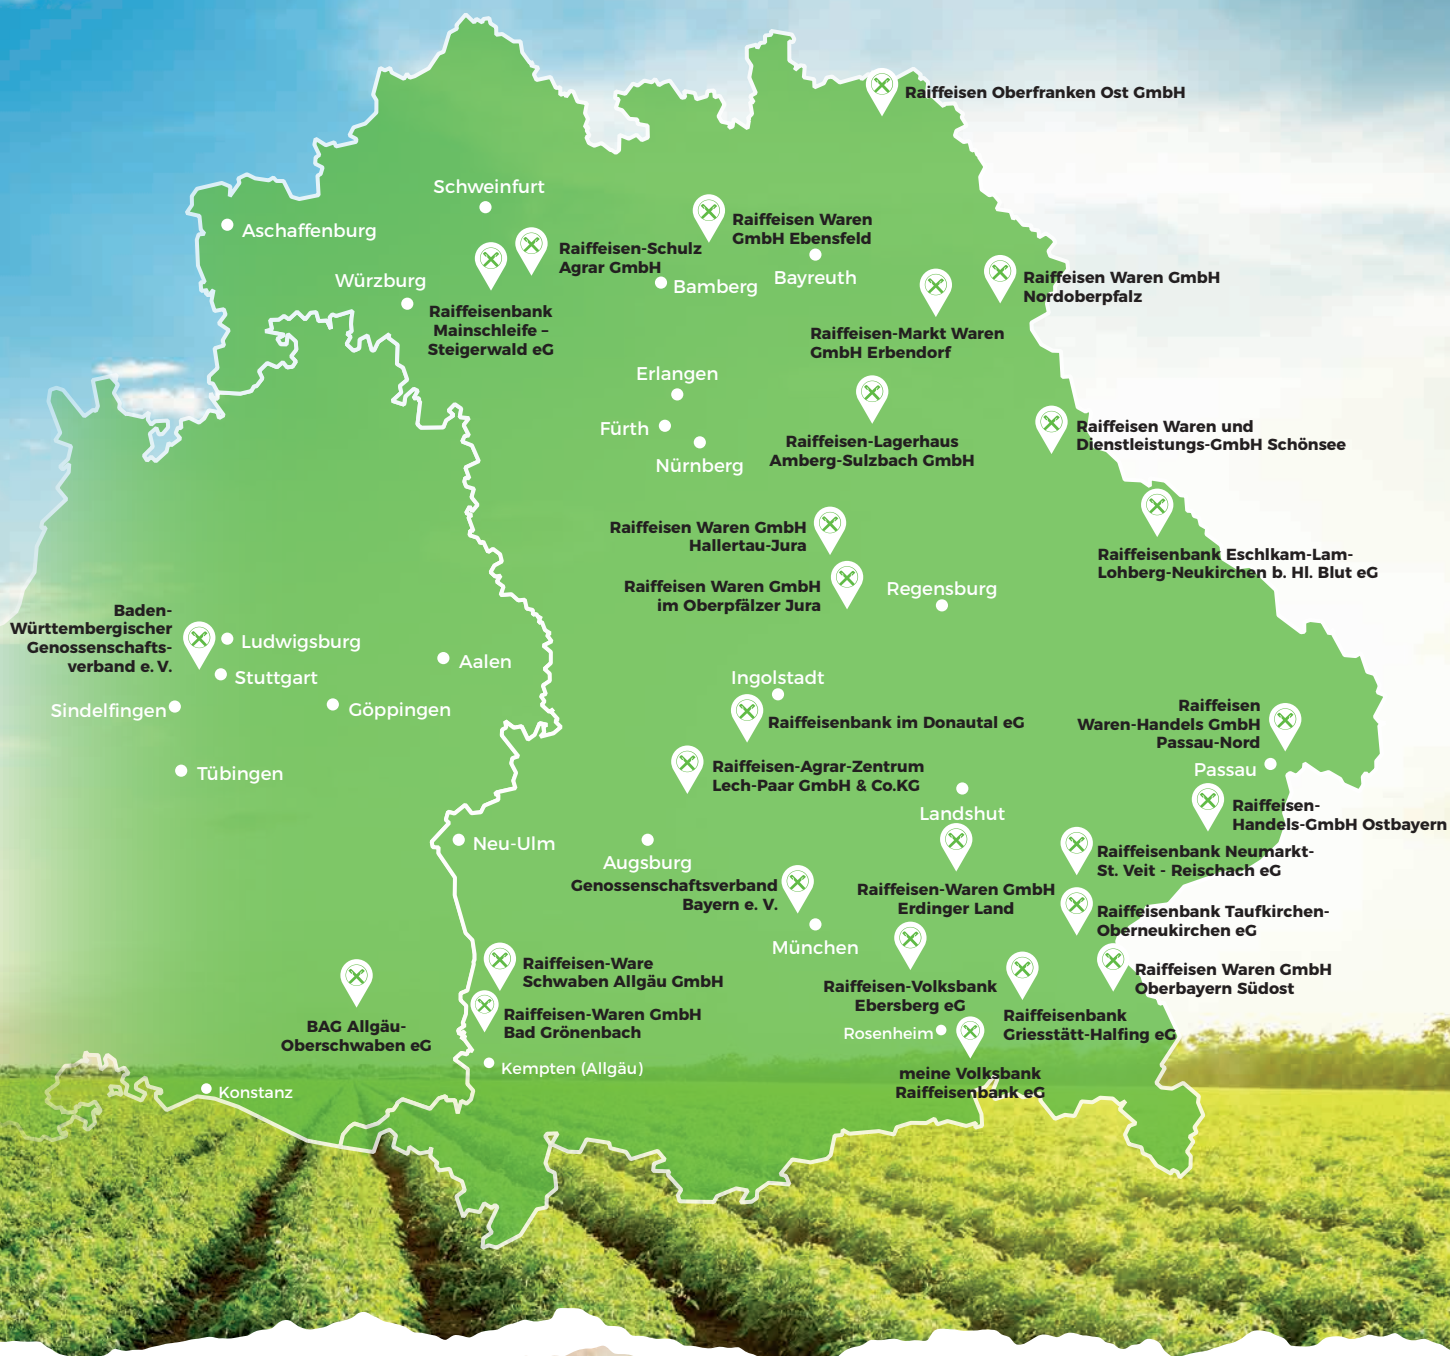 Raiffeisen Oberfranken Ost GmbH
Schweinfurt
Aschaffenburg
Raiffeisen Waren
GmbH Ebensfeld
Raiffeisen-Schulz
Agrar GmbH
Bayreuth
Würzburg
Bamberg
Raiffeisen Waren GmbH
Nordoberpfalz
Raiffeisenbank
Mainschleife –
Steigerwald eG
Raiffeisen-Markt Waren
GmbH Erbendorf
Erlangen
Fürth
Nürnberg
Raiffeisen-Lagerhaus
Amberg-Sulzbach GmbH
Raiffeisen Waren und
Dienstleistungs-GmbH Schönsee
Raiffeisen Waren GmbH
Hallertau-Jura
Raiffeisenbank Eschlkam-Lam-
Lohberg-Neukirchen b. Hl. Blut eG
Raiffeisen Waren GmbH
im Oberpfälzer Jura
Regensburg
Baden-
Württembergischer
Genossenschafts-
verband e. V.
Ludwigsburg
Stuttgart
Aalen
Sindelfingen
Göppingen
Tübingen
Ingolstadt
Raiffeisenbank im Donautal eG
Raiffeisen
Waren-Handels GmbH
Passau-Nord
Passau
Raiffeisen-Agrar-Zentrum
Lech-Paar GmbH & Co.KG
Landshut
Raiffeisen-
Handels-GmbH Ostbayern
Neu-Ulm
Augsburg
Raiffeisenbank Neumarkt-
St. Veit - Reischach eG
Genossenschaftsverband
Bayern e. V.
Raiffeisen-Waren GmbH
Erdinger Land
Raiffeisenbank Taufkirchen-
Oberneukirchen eG
München
Raiffeisen-Ware
Schwaben Allgäu GmbH
Raiffeisen-Volksbank
Ebersberg eG
Raiffeisen Waren GmbH
Oberbayern Südost
BAG Allgäu-
Oberschwaben eG
Raiffeisen-Waren GmbH
Bad Grönenbach
Raiffeisenbank
Griesstätt-Halfing eG
Rosenheim
Kempten (Allgäu)
meine Volksbank
Raiffeisenbank eG
Konstanz